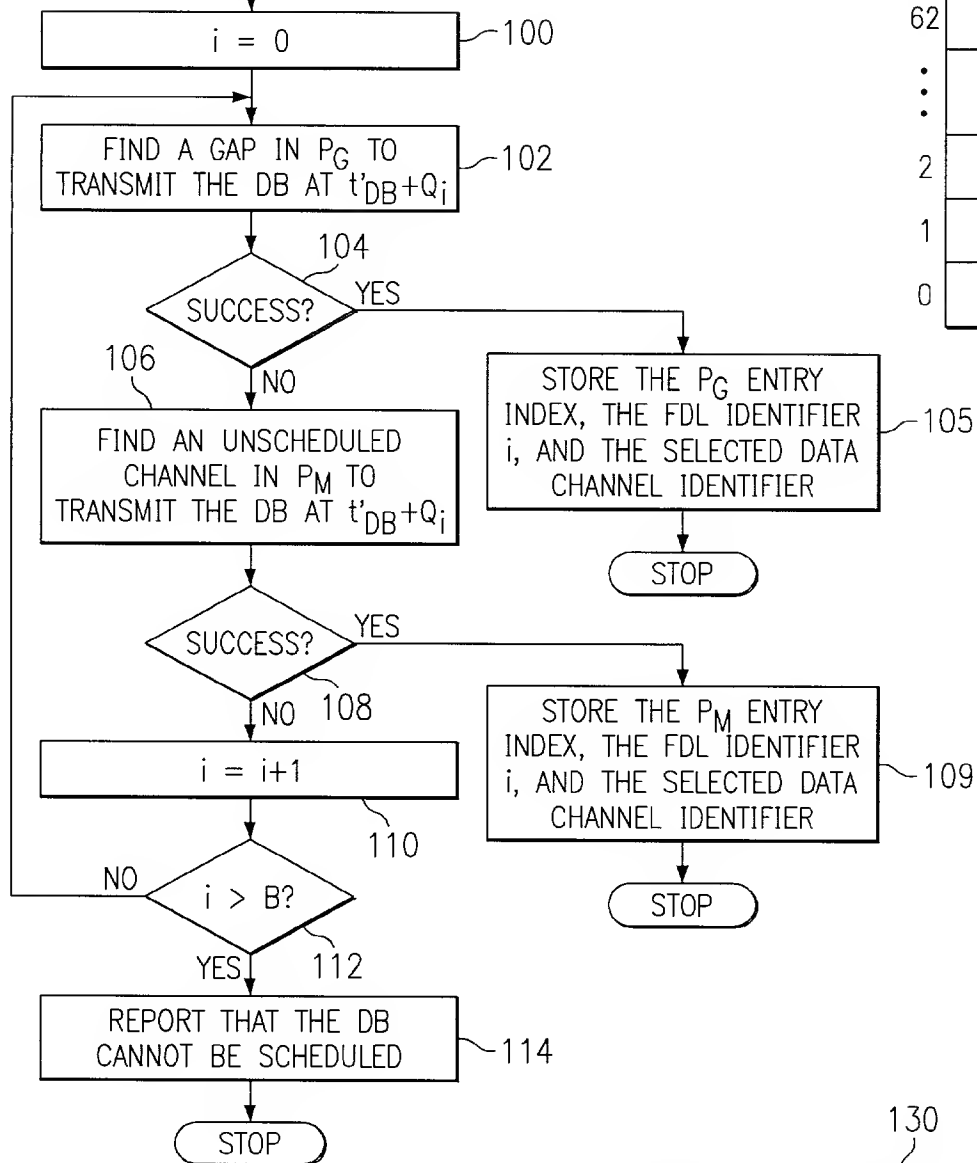 i = 0
100
FIND A GAP IN P_G TO
TRANSMIT THE DB AT t'_DB+Q_i
102
104
SUCCESS?
YES
NO
STORE THE P_G ENTRY
INDEX, THE FDL IDENTIFIER
i, AND THE SELECTED DATA
CHANNEL IDENTIFIER
105
STOP
106
FIND AN UNSCHEDULED
CHANNEL IN P_M TO
TRANSMIT THE DB AT t'_DB+Q_i
SUCCESS?
YES
108
NO
STORE THE P_M ENTRY
INDEX, THE FDL IDENTIFIER
i, AND THE SELECTED DATA
CHANNEL IDENTIFIER
109
STOP
i = i+1
110
NO
i > B?
112
YES
REPORT THAT THE DB
CANNOT BE SCHEDULED
114
STOP
62
⋮
2
1
0
130